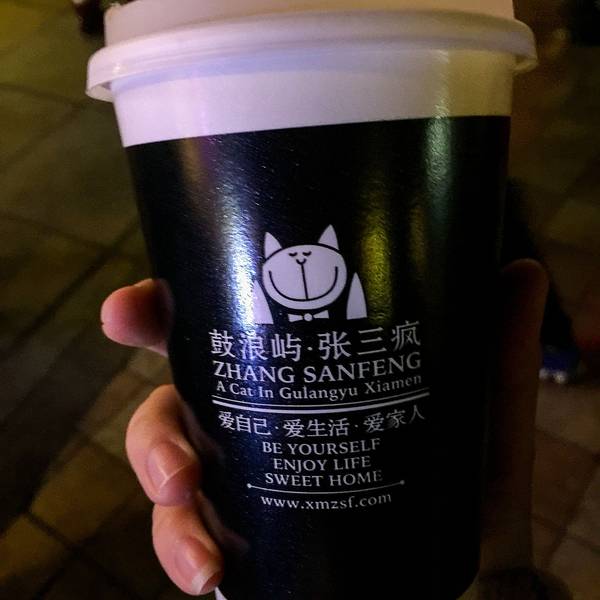 鼓浪屿·张三疯
ZHANG SANFENG
A Cat In Gulangyu Xiamen
爱自己·爱生活·爱家人
BE YOURSELF
ENJOY LIFE
SWEET HOME
www.xmzsf.com